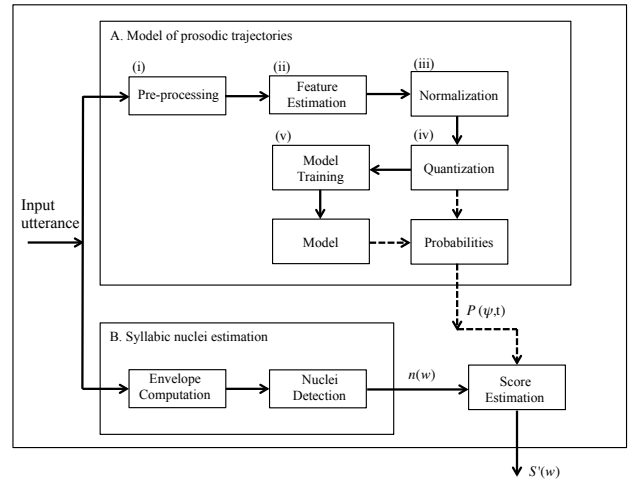 A. Model of prosodic trajectories
(i)
Pre-processing
(ii)
Feature
Estimation
(iii)
Normalization
(iv)
Quantization
(v)
Model
Training
Model
Probabilities
Input
utterance
P (ψ,t)
B. Syllabic nuclei estimation
Envelope
Computation
Nuclei
Detection
n(w)
Score
Estimation
S'(w)